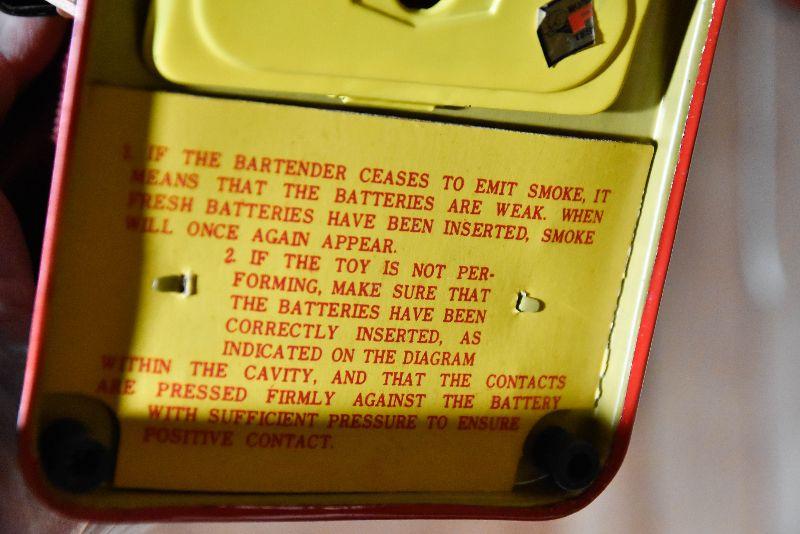 1. IF THE BARTENDER CEASES TO EMIT SMOKE, IT
MEANS THAT THE BATTERIES ARE WEAK. WHEN
FRESH BATTERIES HAVE BEEN INSERTED, SMOKE
WILL ONCE AGAIN APPEAR.
2. IF THE TOY IS NOT PER-
FORMING, MAKE SURE THAT
THE BATTERIES HAVE BEEN
CORRECTLY INSERTED, AS
INDICATED ON THE DIAGRAM
WITHIN THE CAVITY, AND THAT THE CONTACTS
ARE PRESSED FIRMLY AGAINST THE BATTERY
WITH SUFFICIENT PRESSURE TO ENSURE
POSITIVE CONTACT.